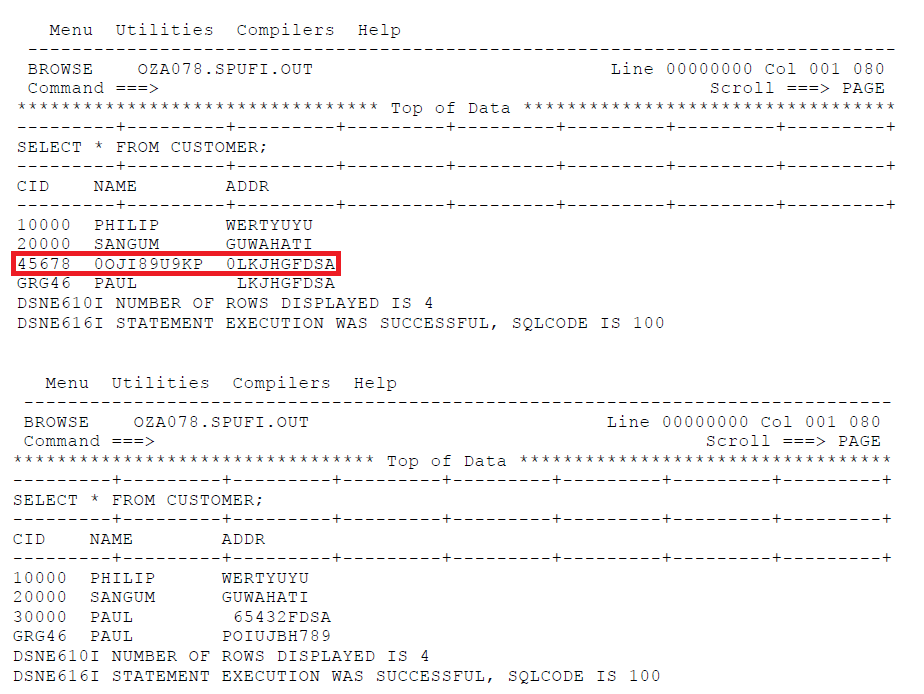 Menu  Utilities  Compilers  Help
-------------------------------------------------------------------------------
BROWSE    OZA078.SPUFI.OUT                           Line 00000000 Col 001 080
Command ===>                                                  Scroll ===> PAGE
********************************* Top of Data **********************************
---------+---------+---------+---------+---------+---------+---------+---------+
SELECT * FROM CUSTOMER;
---------+---------+---------+---------+---------+---------+---------+---------+
CID    NAME        ADDR
---------+---------+---------+---------+---------+---------+---------+---------+
10000  PHILIP      WERTYUYU
20000  SANGUM      GUWAHATI
45678  0OJI89U9KP  0LKJHGFDSA
GRG46  PAUL         LKJHGFDSA
DSNE610I NUMBER OF ROWS DISPLAYED IS 4
DSNE616I STATEMENT EXECUTION WAS SUCCESSFUL, SQLCODE IS 100
Menu  Utilities  Compilers  Help
-------------------------------------------------------------------------------
BROWSE    OZA078.SPUFI.OUT                           Line 00000000 Col 001 080
Command ===>                                                  Scroll ===> PAGE
********************************* Top of Data **********************************
---------+---------+---------+---------+---------+---------+---------+---------+
SELECT * FROM CUSTOMER;
---------+---------+---------+---------+---------+---------+---------+---------+
CID    NAME        ADDR
---------+---------+---------+---------+---------+---------+---------+---------+
10000  PHILIP      WERTYUYU
20000  SANGUM      GUWAHATI
30000  PAUL         65432FDSA
GRG46  PAUL        POIUJBH789
DSNE610I NUMBER OF ROWS DISPLAYED IS 4
DSNE616I STATEMENT EXECUTION WAS SUCCESSFUL, SQLCODE IS 100